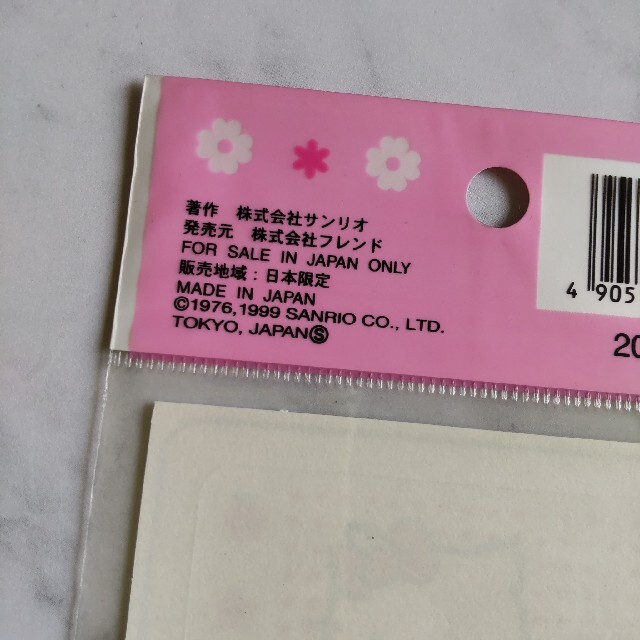 著作 株式会社サンリオ
発売元 株式会社フレンド
FOR SALE IN JAPAN ONLY
販売地域：日本限定
MADE IN JAPAN
©1976,1999 SANRIO CO., LTD.
TOKYO, JAPANⓈ
4 905
20